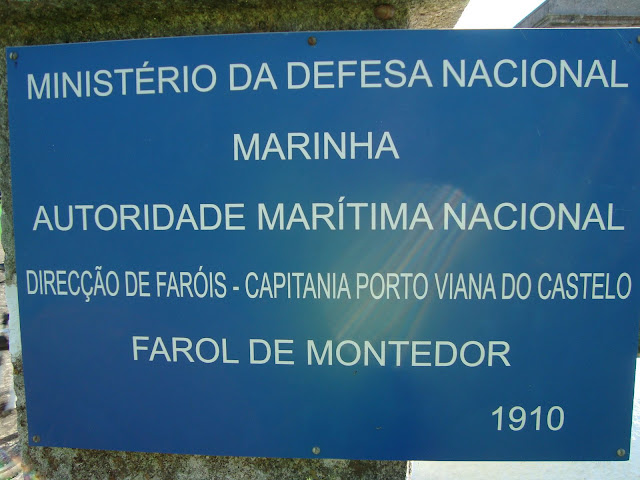 MINISTÉRIO DA DEFESA NACIONAL
MARINHA
AUTORIDADE MARÍTIMA NACIONAL
DIRECÇÃO DE FARÓIS - CAPITANIA PORTO VIANA DO CASTELO
FAROL DE MONTEDOR
1910